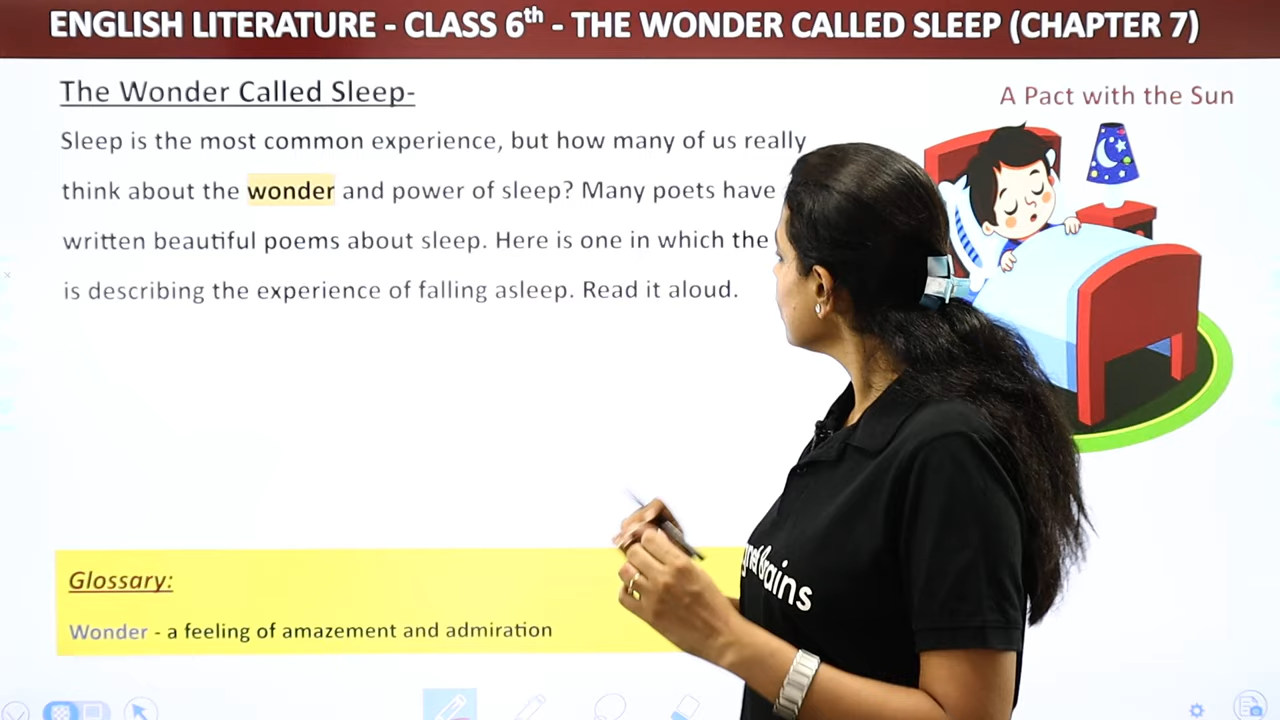 ENGLISH LITERATURE - CLASS 6th - THE WONDER CALLED SLEEP (CHAPTER 7)
The Wonder Called Sleep-
A Pact with the Sun
Sleep is the most common experience, but how many of us really
think about the wonder and power of sleep? Many poets have
written beautiful poems about sleep. Here is one in which the
is describing the experience of falling asleep. Read it aloud.
Glossary:
Wonder - a feeling of amazement and admiration
rains